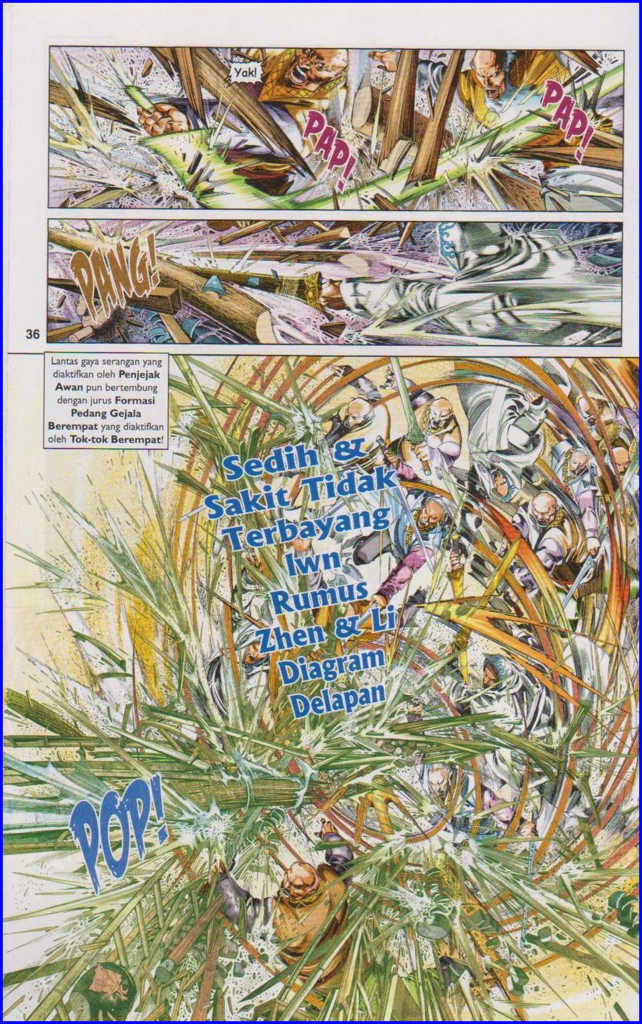 Yak!
PAP!
PAP!
PANG!
36
Lantas gaya serangan yang
diaktifkan oleh Penjejak
Awan pun bertembung
dengan jurus Formasi
Pedang Gejala
Berempat yang diaktifkan
oleh Tok-tok Berempat!
Sedih &
Sakit Tidak
Terbayang
lwn
Rumus
Zhen & Li
Diagram
Delapan
POP!